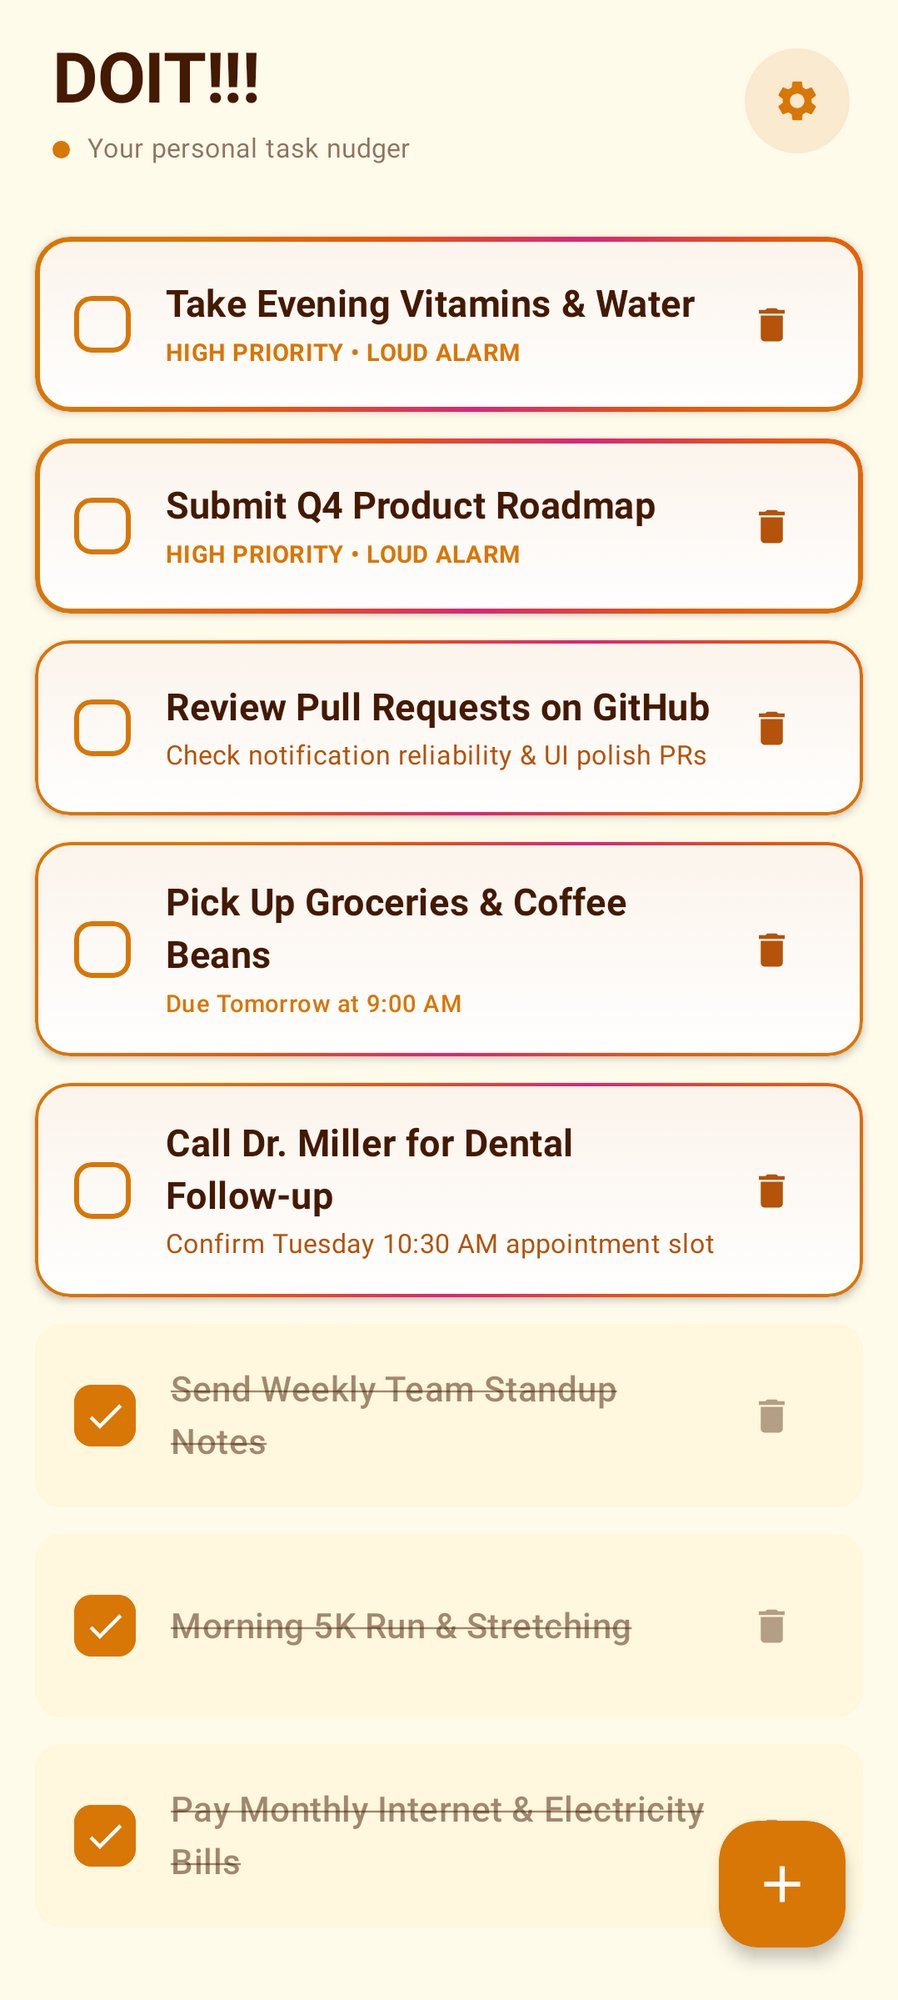 DOIT!!!
Your personal task nudger
Take Evening Vitamins & Water
HIGH PRIORITY • LOUD ALARM
Submit Q4 Product Roadmap
HIGH PRIORITY • LOUD ALARM
Review Pull Requests on GitHub
Check notification reliability & UI polish PRs
Pick Up Groceries & Coffee
Beans
Due Tomorrow at 9:00 AM
Call Dr. Miller for Dental
Follow-up
Confirm Tuesday 10:30 AM appointment slot
Send Weekly Team Standup
Notes
Morning 5K Run & Stretching
Pay Monthly Internet & Electricity
Bills